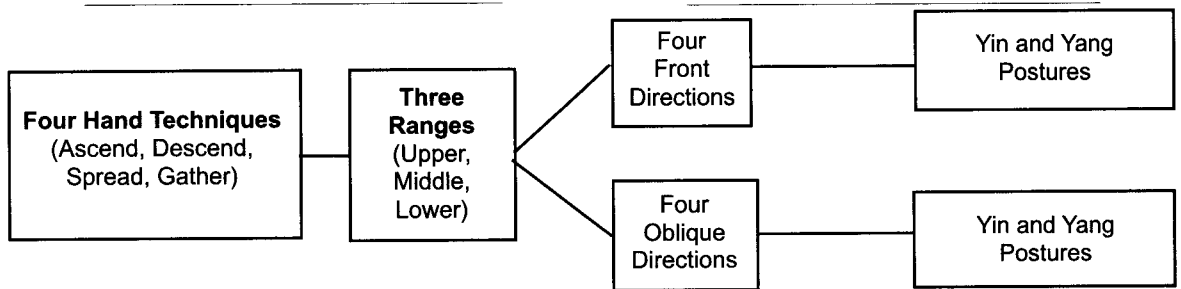 Four Hand Techniques
(Ascend, Descend,
Spread, Gather)
Three
Ranges
(Upper,
Middle,
Lower)
Four
Front
Directions
Yin and Yang
Postures
Four
Oblique
Directions
Yin and Yang
Postures